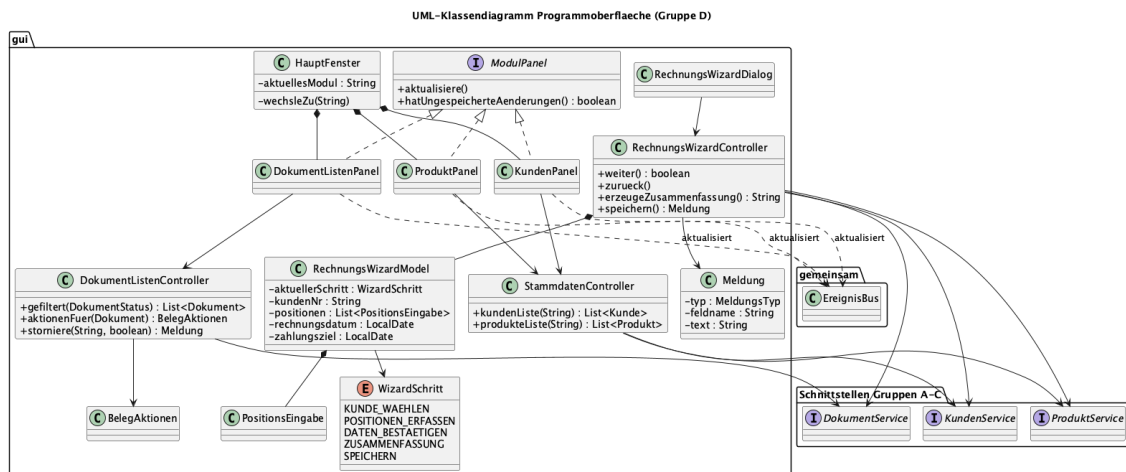 UML-Klassendiagramm Programmoberflaeche (Gruppe D)
gui
C HauptFenster
-aktuellesModul : String
-wechsleZu(String)
I ModulPanel
+aktualisiere()
+hatUngespeicherteAenderungen() : boolean
C RechnungsWizardDialog
C DokumentListenPanel
C ProduktPanel
C KundenPanel
C RechnungsWizardController
+weiter() : boolean
+zurueck()
+erzeugeZusammenfassung() : String
+speichern() : Meldung
aktualisiert
aktualisiert
aktualisiert
C DokumentListenController
+gefiltert(DokumentStatus) : List<Dokument>
+aktionenFuer(Dokument) : BelegAktionen
+storniere(String, boolean) : Meldung
C RechnungsWizardModel
-aktuellerSchritt : WizardSchritt
-kundenNr : String
-positionen : List<PositionsEingabe>
-rechnungsdatum : LocalDate
-zahlungsziel : LocalDate
C StammdatenController
+kundenListe(String) : List<Kunde>
+produkteListe(String) : List<Produkt>
C Meldung
-typ : MeldungsTyp
-feldname : String
-text : String
gemeinsam
C EreignisBus
C BelegAktionen
C PositionsEingabe
E WizardSchritt
KUNDE_WAEHLEN
POSITIONEN_ERFASSEN
DATEN_BESTAETIGEN
ZUSAMMENFASSUNG
SPEICHERN
Schnittstellen Gruppen A-C
I DokumentService
I KundenService
I ProduktService